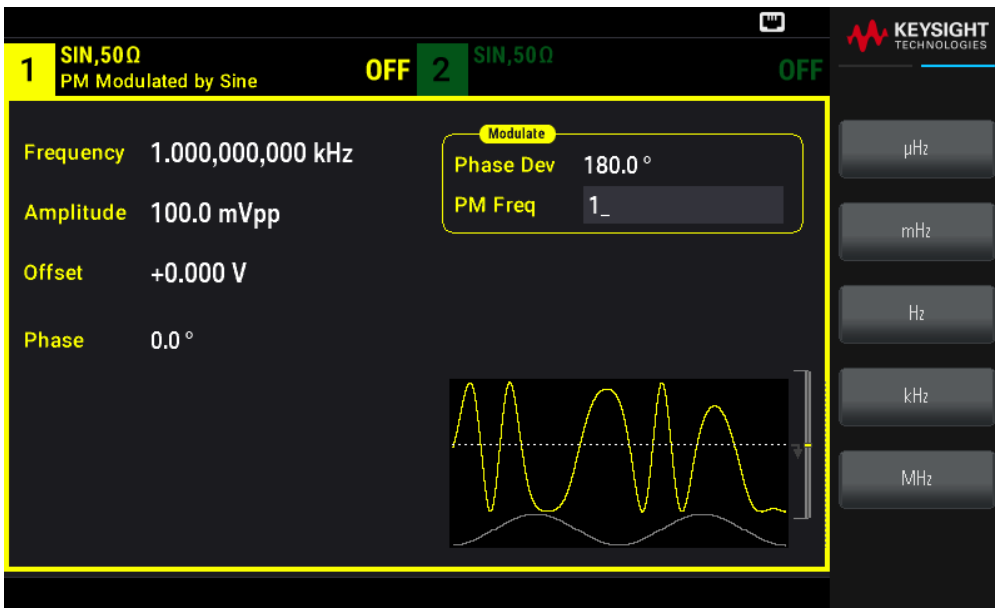 KEYSIGHT
TECHNOLOGIES
1 SIN,50Ω
PM Modulated by Sine
OFF
2 SIN,50Ω
OFF
Modulate
Frequency 1.000,000,000 kHz
Phase Dev 180.0 °
Amplitude 100.0 mVpp
PM Freq 1_
Offset +0.000 V
Phase 0.0 °
µHz
mHz
Hz
kHz
MHz